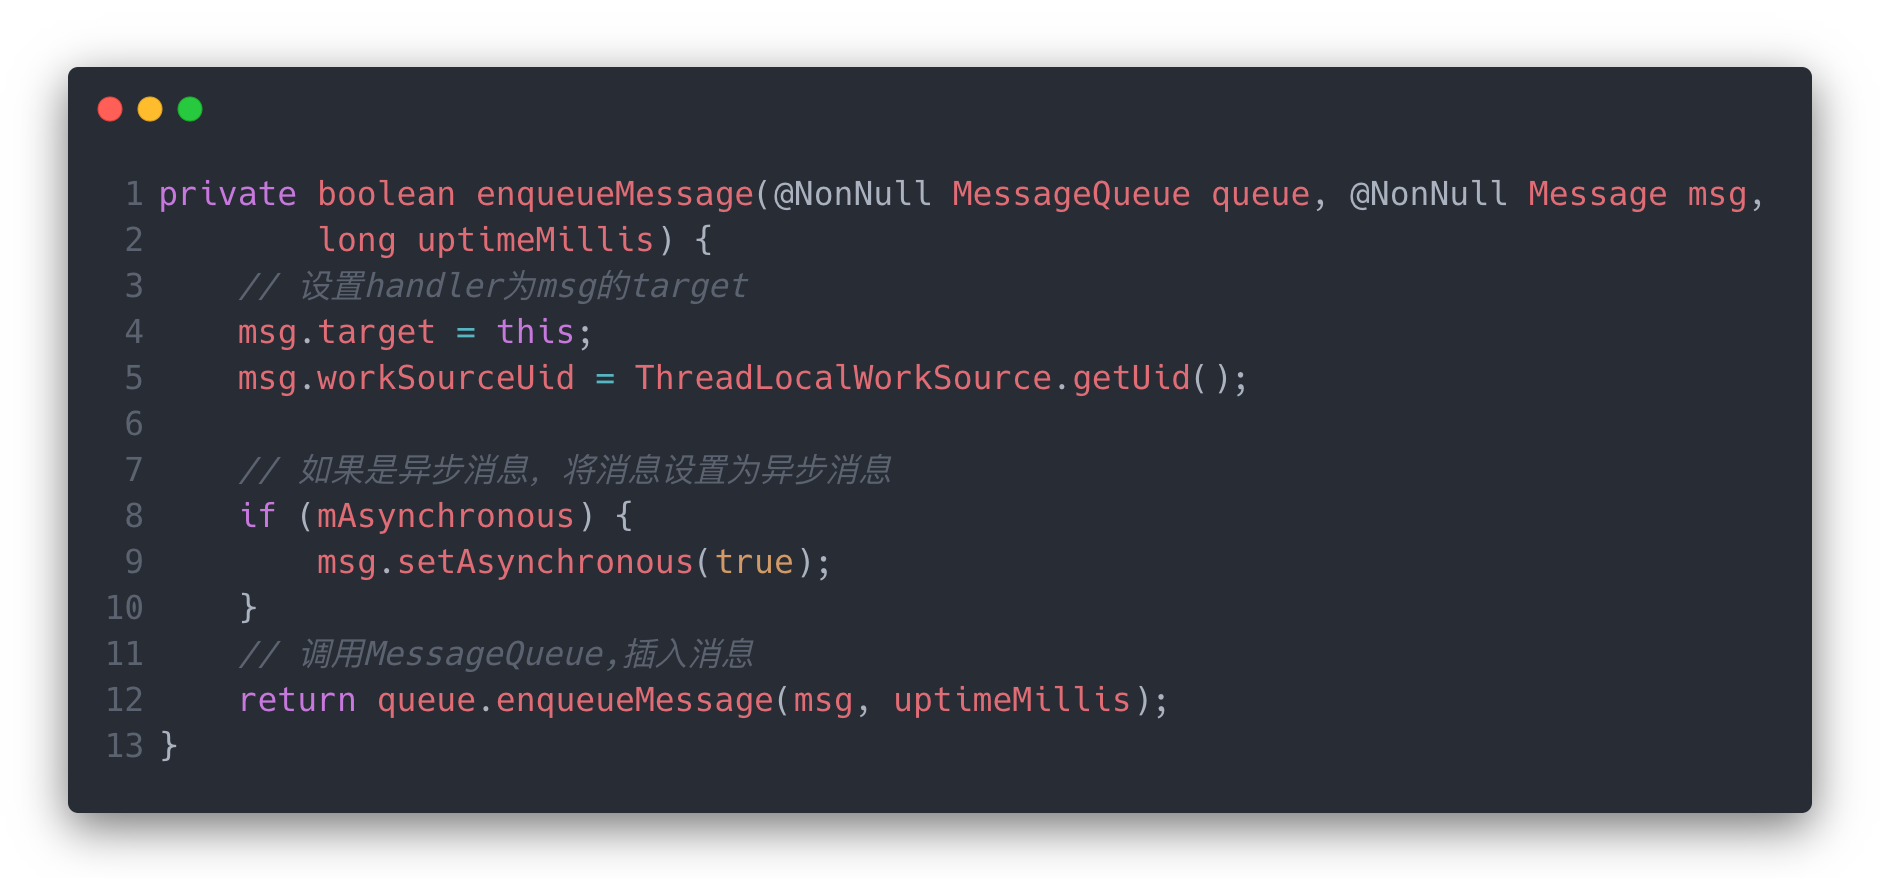 1 private boolean enqueueMessage(@NonNull MessageQueue queue, @NonNull Message msg,
2         long uptimeMillis) {
3     // 设置handler为msg的target
4     msg.target = this;
5     msg.workSourceUid = ThreadLocalWorkSource.getUid();
6
7     // 如果是异步消息，将消息设置为异步消息
8     if (mAsynchronous) {
9         msg.setAsynchronous(true);
10     }
11     // 调用MessageQueue,插入消息
12     return queue.enqueueMessage(msg, uptimeMillis);
13 }